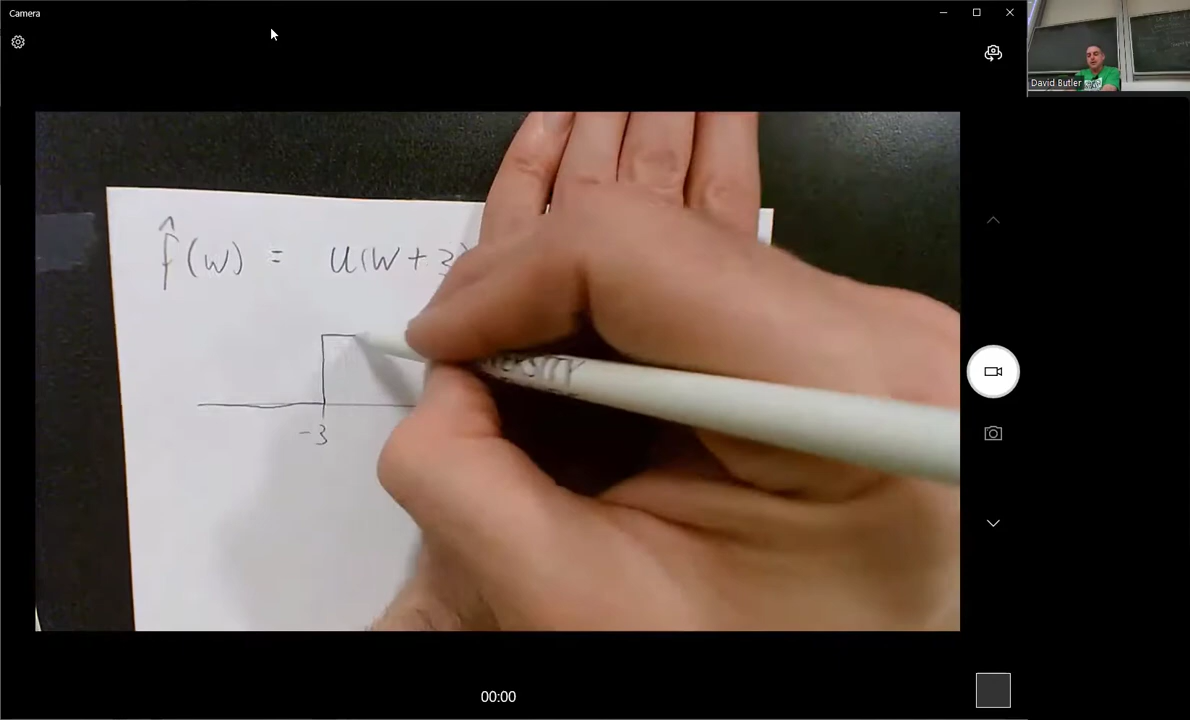 Camera
David Butler
f̂(w) = u(w+3)
-3
00:00